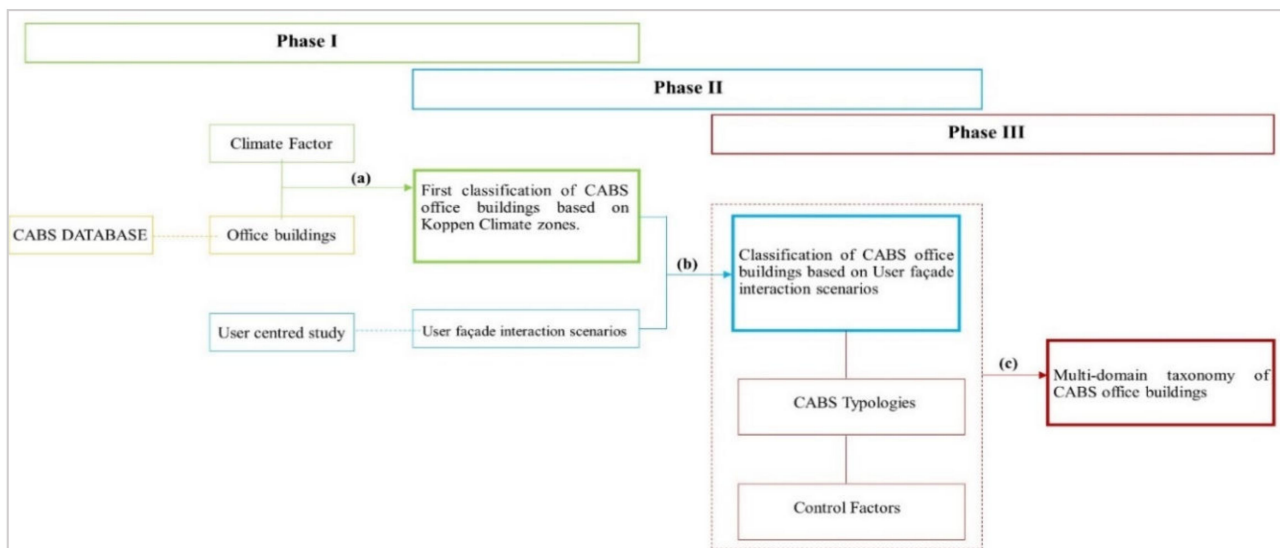 Phase I
Phase II
Phase III
Climate Factor
(a)
First classification of CABS
office buildings based on
Koppen Climate zones.
CABS DATABASE
Office buildings
(b)
Classification of CABS office
buildings based on User façade
interaction scenarios
User centred study
User façade interaction scenarios
(c)
Multi-domain taxonomy of
CABS office buildings
CABS Typologies
Control Factors